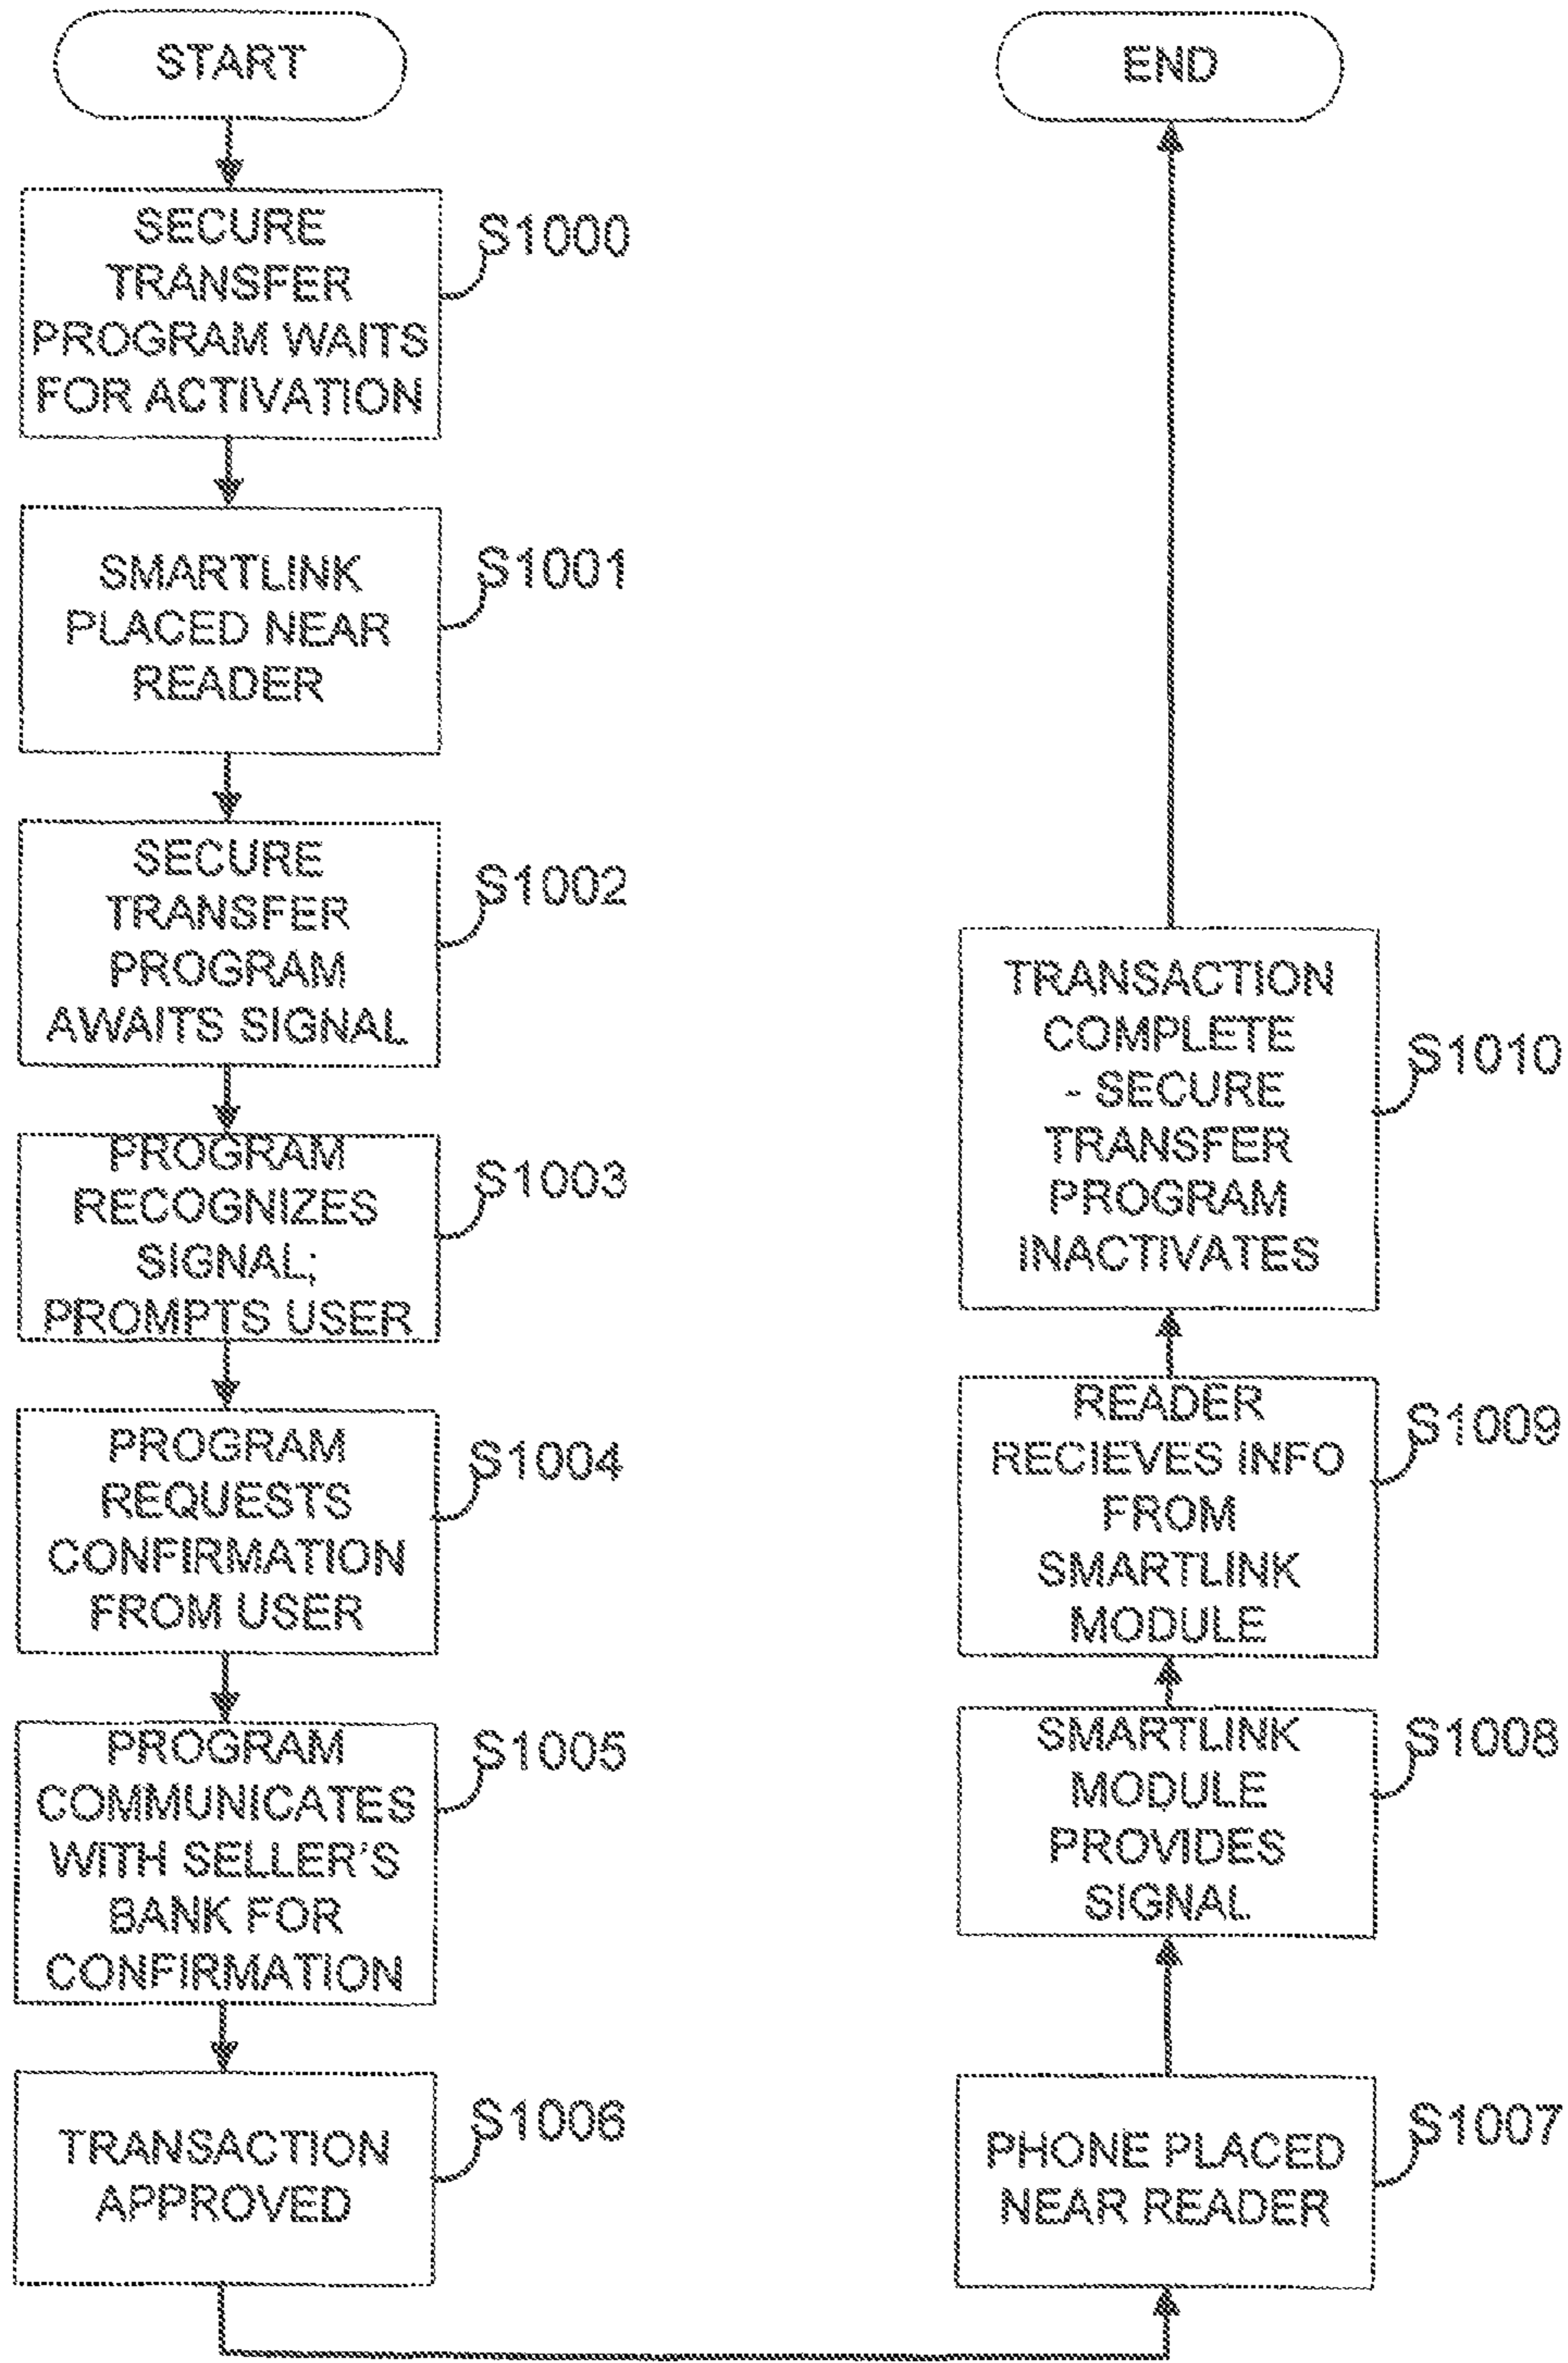 START
SECURE
TRANSFER
PROGRAM WAITS
FOR ACTIVATION
S1000
SMARTLINK
PLACED NEAR
READER
S1001
SECURE
TRANSFER
PROGRAM
AWAITS SIGNAL
S1002
PROGRAM
RECOGNIZES
SIGNAL;
PROMPTS USER
S1003
PROGRAM
REQUESTS
CONFIRMATION
FROM USER
S1004
PROGRAM
COMMUNICATES
WITH SELLER'S
BANK FOR
CONFIRMATION
S1005
TRANSACTION
APPROVED
S1006
PHONE PLACED
NEAR READER
S1007
SMARTLINK
MODULE
PROVIDES
SIGNAL
S1008
READER
RECIEVES INFO
FROM
SMARTLINK
MODULE
S1009
TRANSACTION
COMPLETE
- SECURE
TRANSFER
PROGRAM
INACTIVATES
S1010
END